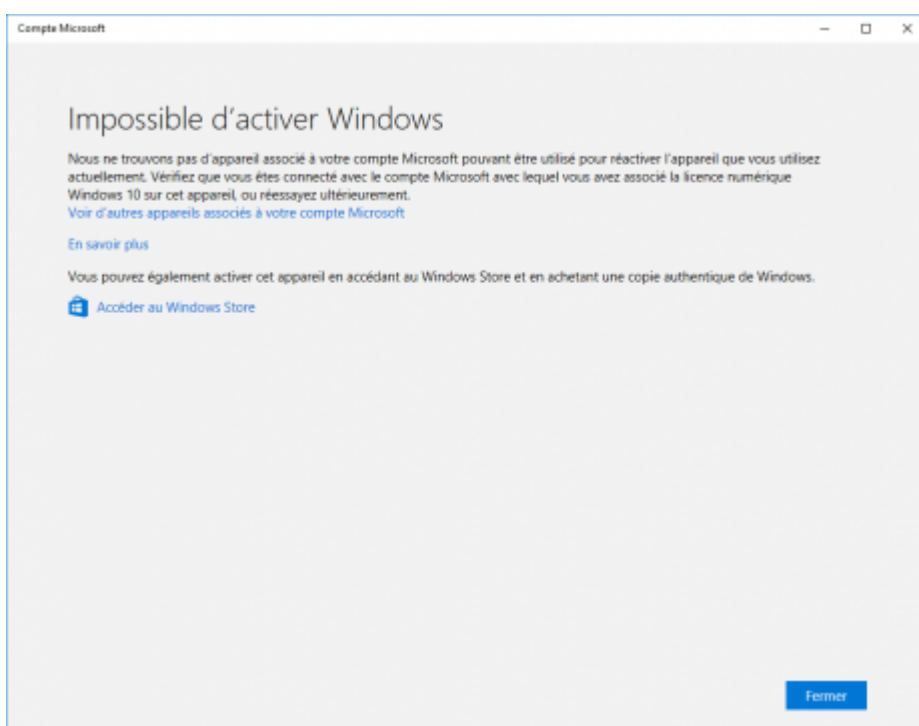 Compte Microsoft
Impossible d'activer Windows
Nous ne trouvons pas d'appareil associé à votre compte Microsoft pouvant être utilisé pour réactiver l'appareil que vous utilisez
actuellement. Vérifiez que vous êtes connecté avec le compte Microsoft avec lequel vous avez associé la licence numérique
Windows 10 sur cet appareil, ou réessayez ultérieurement.
Voir d'autres appareils associés à votre compte Microsoft
En savoir plus
Vous pouvez également activer cet appareil en accédant au Windows Store et en achetant une copie authentique de Windows.
Accéder au Windows Store
Fermer